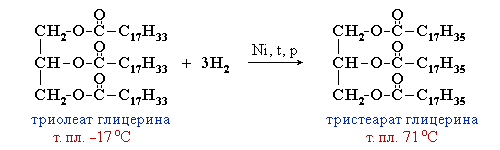 O O
CH₂–O–C–C₁₇H₃₃ CH₂–O–C–C₁₇H₃₅
O O
CH–O–C–C₁₇H₃₃ + 3H₂ Ni, t, p CH–O–C–C₁₇H₃₅
O O
CH₂–O–C–C₁₇H₃₃ CH₂–O–C–C₁₇H₃₅
триолеат глицерина тристеарат глицерина
т. пл. –17 °C т. пл. 71 °C